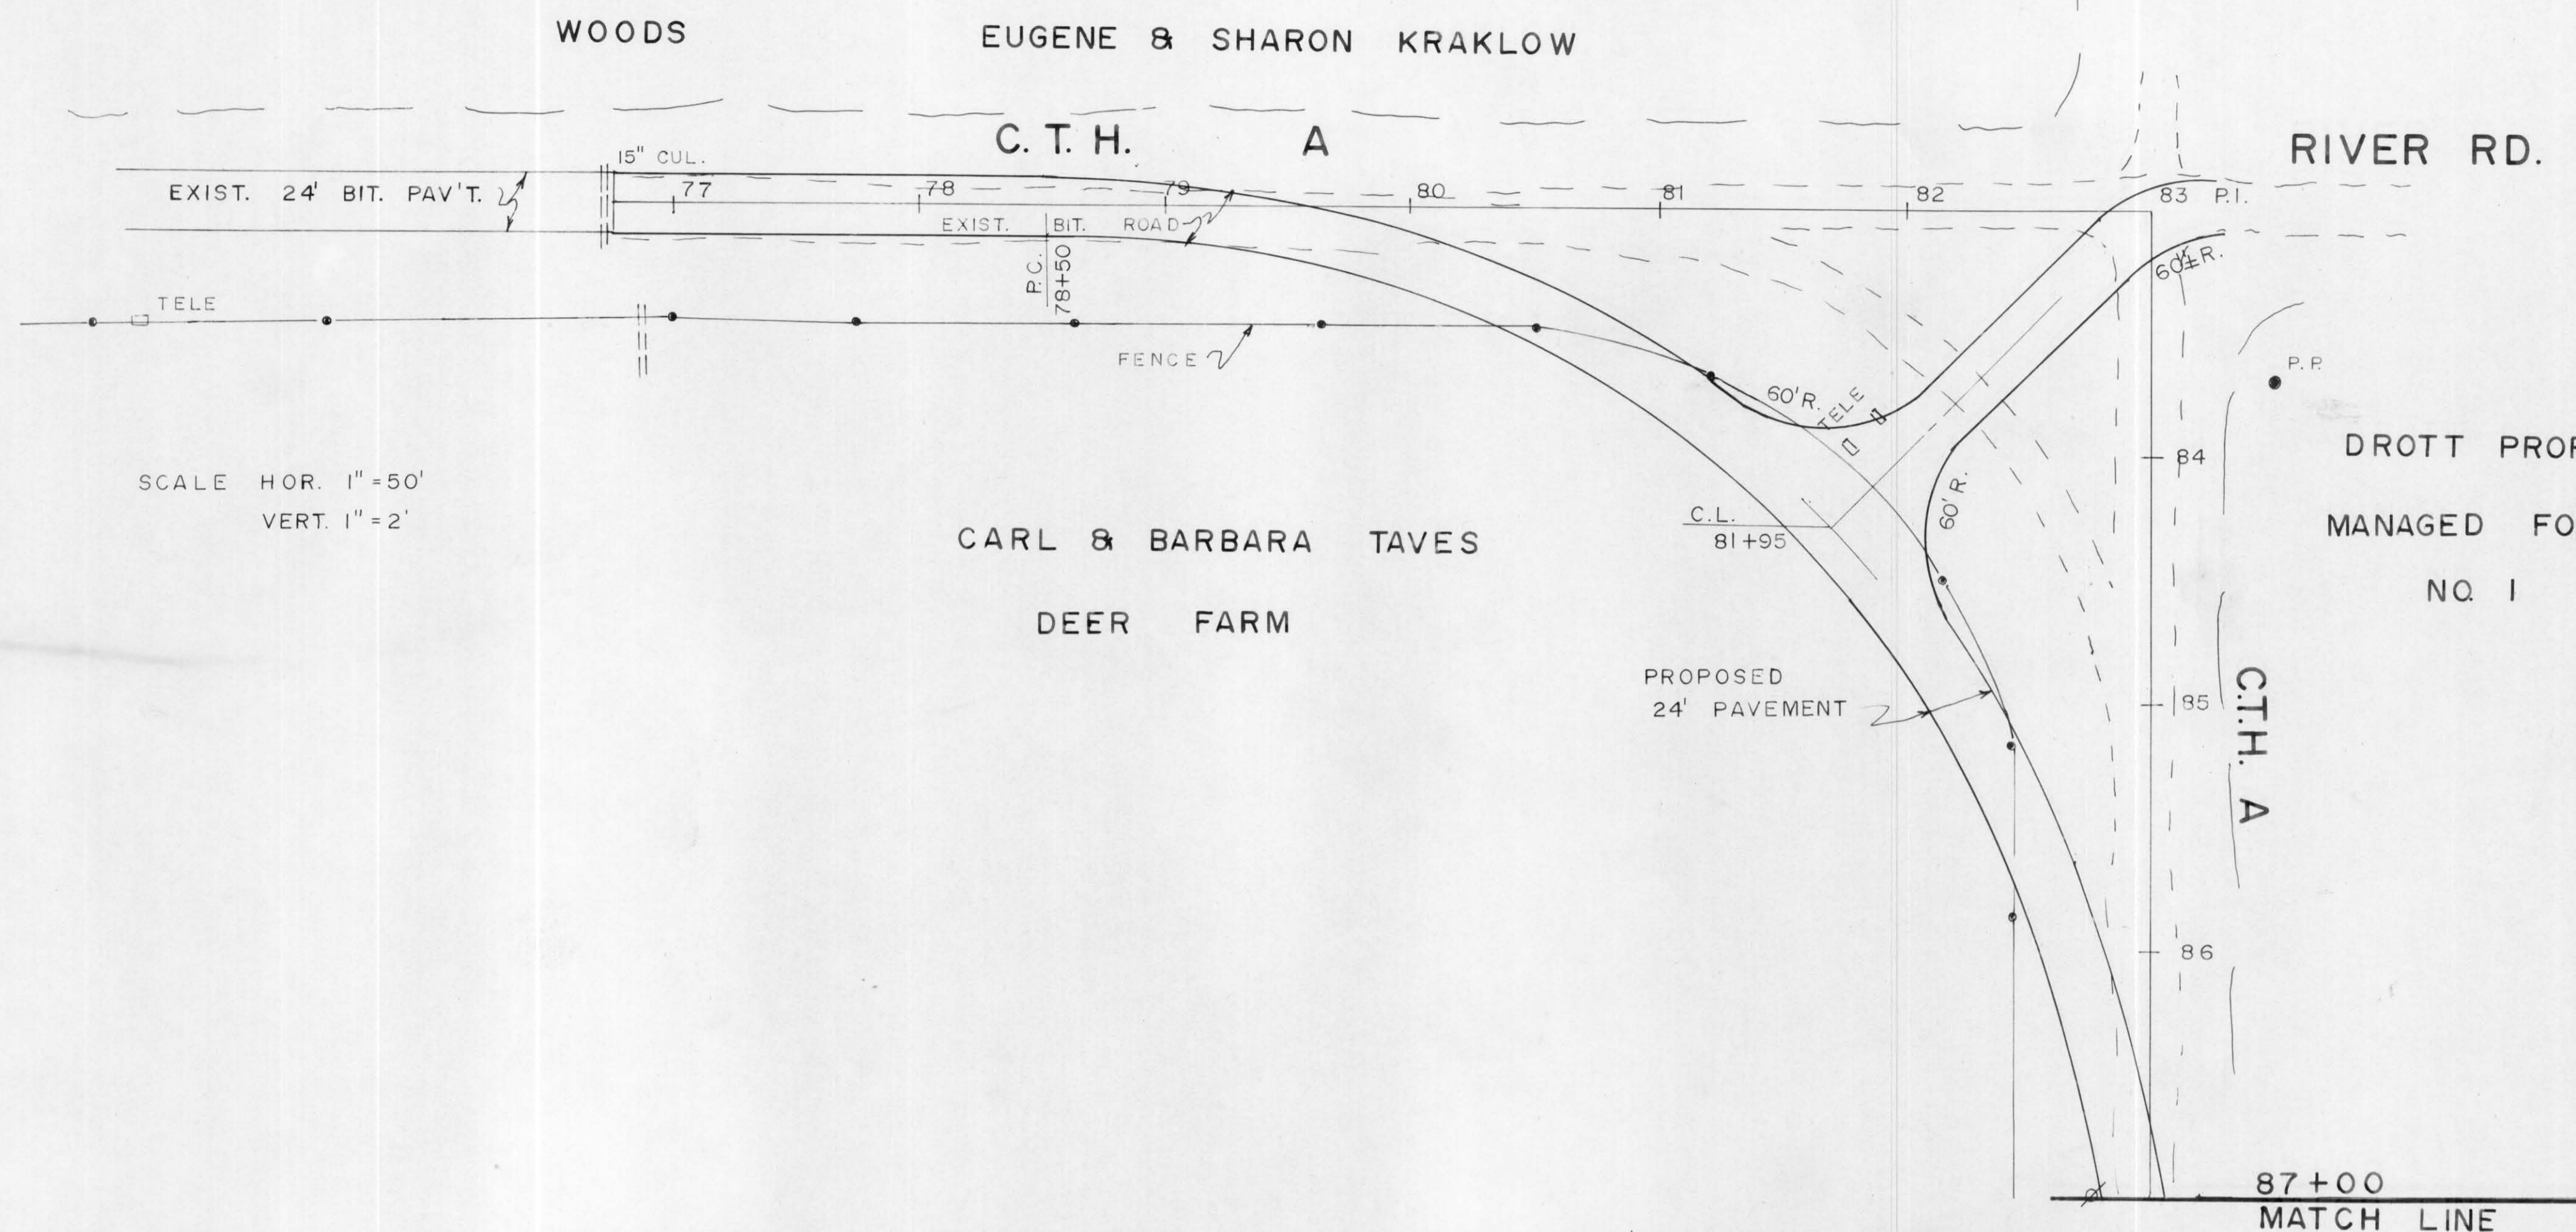 WOODS
EUGENE & SHARON KRAKLOW
C. T. H. A
RIVER RD.
15" CUL.
EXIST. 24' BIT. PAV'T.
77
78
79
80
81
82
83 P.I.
EXIST. BIT. ROAD
P.C.
78+50
60'± R.
TELE
FENCE
P. P.
60' R.
TELE
84
DROTT
SCALE HOR. 1" = 50'
VERT. 1" = 2'
60' R.
C.L.
81+95
CARL & BARBARA TAVES
DEER FARM
MANAGED
NO. 1
PROPOSED
24' PAVEMENT
85
C.T.H. A
86
87+00
MATCH LINE